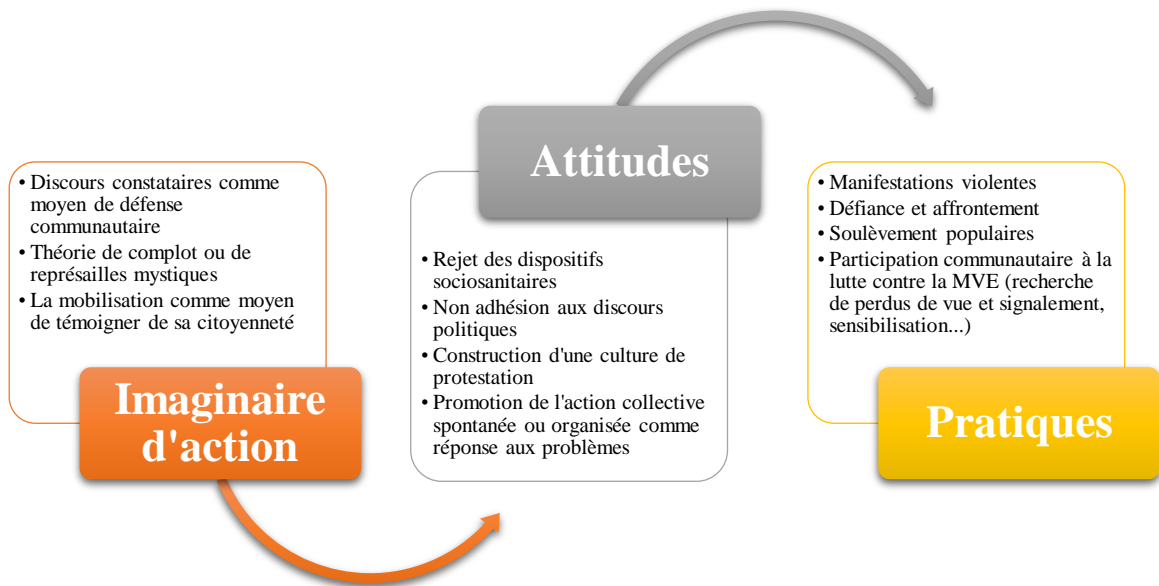 • Discours constataires comme
moyen de défense
communautaire
• Théorie de complot ou de
représailles mystiques
• La mobilisation comme moyen
de témoigner de sa citoyenneté
Imaginaire
d'action
Attitudes
• Rejet des dispositifs
sociosanitaires
• Non adhésion aux discours
politiques
• Construction d'une culture de
protestation
• Promotion de l'action collective
spontanée ou organisée comme
réponse aux problèmes
• Manifestations violentes
• Défiance et affrontement
• Soulèvement populaires
• Participation communautaire à la
lutte contre la MVE (recherche
de perdus de vue et signalement,
sensibilisation...)
Pratiques